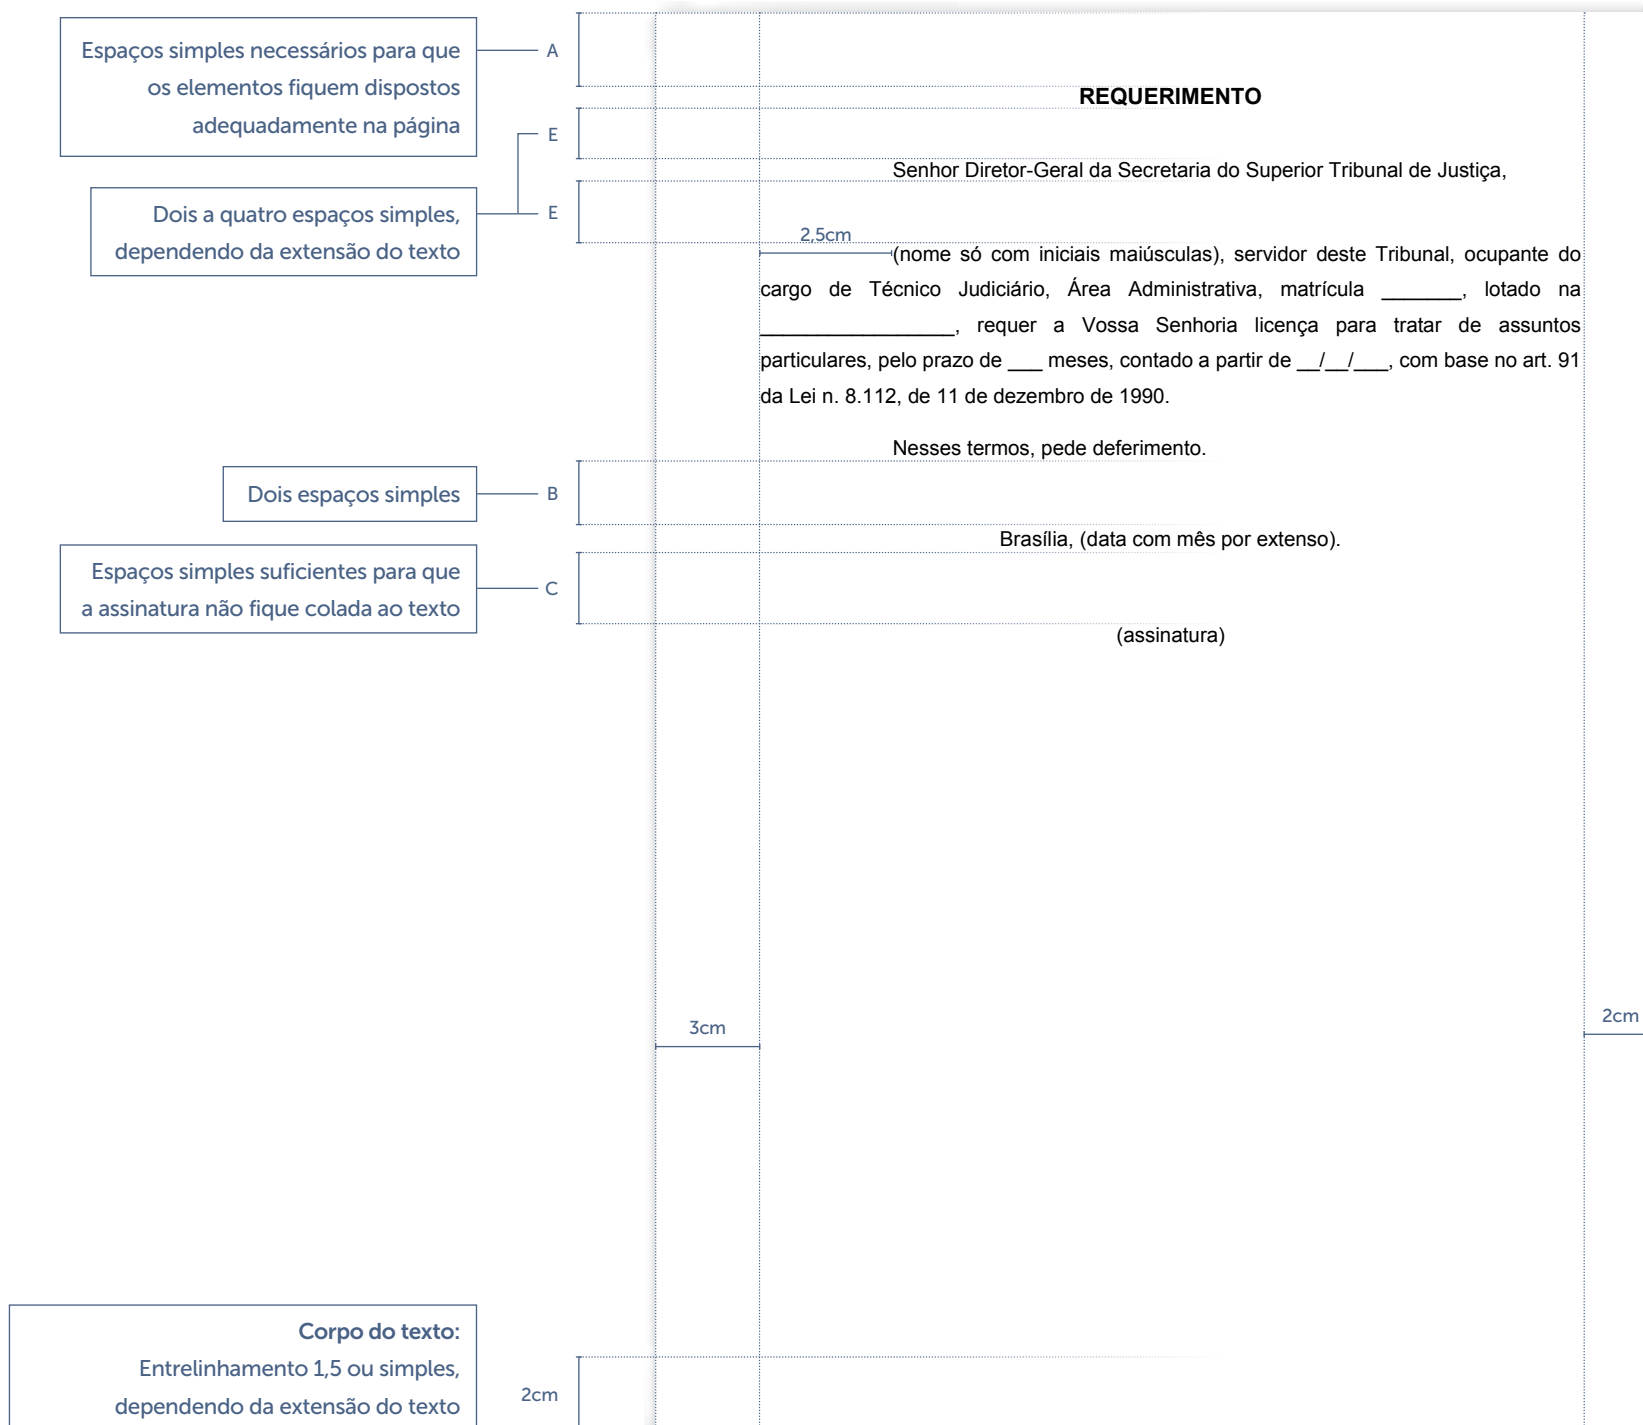 Espaços simples necessários para que
os elementos fiquem dispostos
adequadamente na página
A
REQUERIMENTO
E
Senhor Diretor-Geral da Secretaria do Superior Tribunal de Justiça,
Dois a quatro espaços simples,
dependendo da extensão do texto
E
2,5cm
(nome só com iniciais maiúsculas), servidor deste Tribunal, ocupante do
cargo de Técnico Judiciário, Área Administrativa, matrícula _______, lotado na
_________________, requer a Vossa Senhoria licença para tratar de assuntos
particulares, pelo prazo de ___ meses, contado a partir de __/__/___, com base no art. 91
da Lei n. 8.112, de 11 de dezembro de 1990.
Nesses termos, pede deferimento.
Dois espaços simples
B
Brasília, (data com mês por extenso).
Espaços simples suficientes para que
a assinatura não fique colada ao texto
C
(assinatura)
3cm
2cm
Corpo do texto:
Entrelinhamento 1,5 ou simples,
dependendo da extensão do texto
2cm